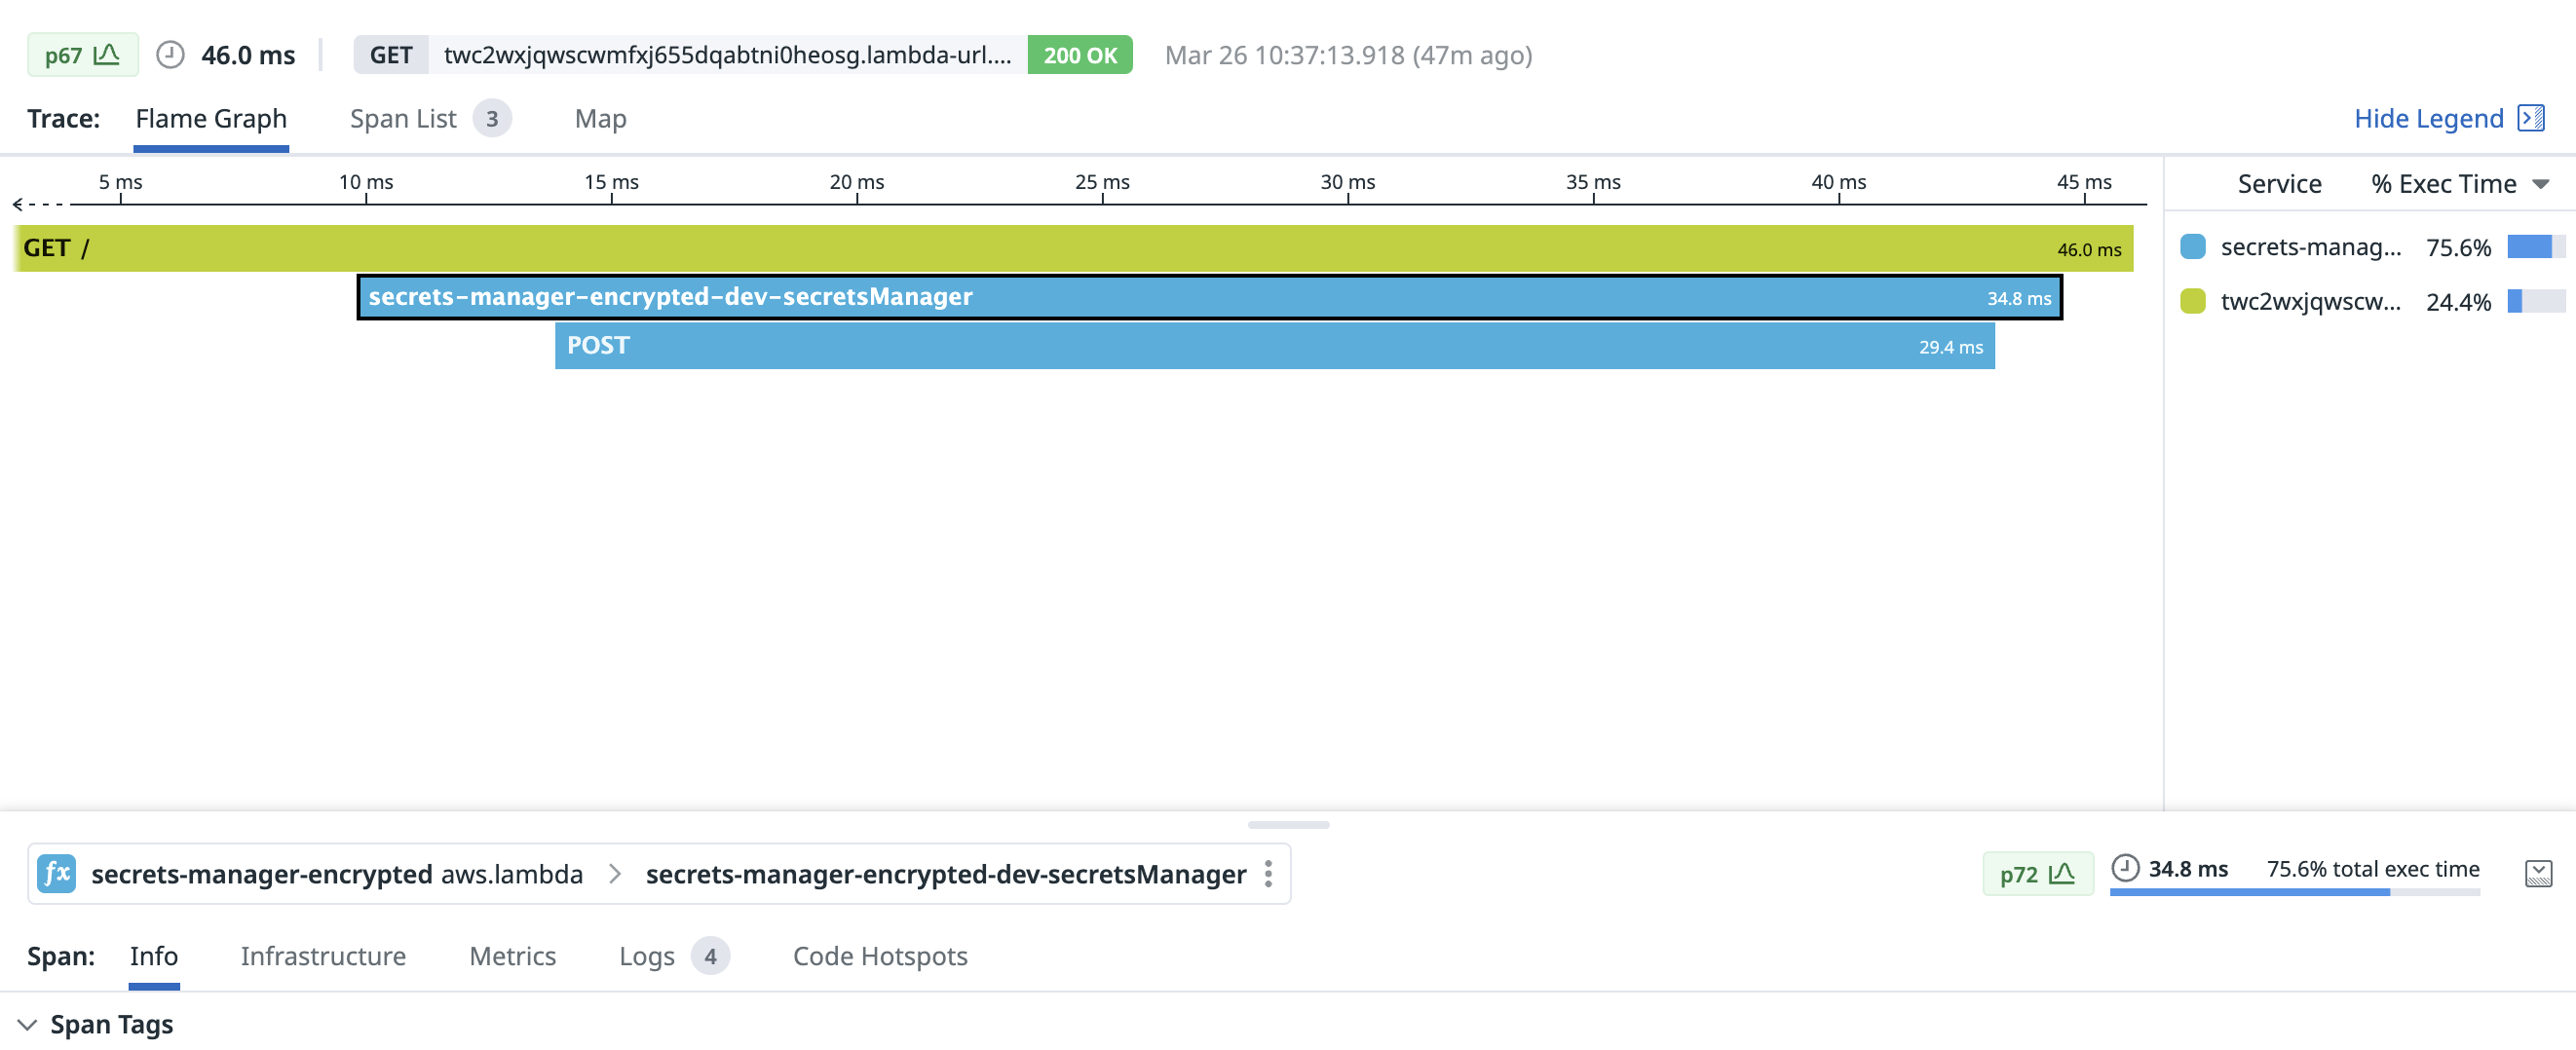 p67 46.0 ms GET twc2wxjqwscwmfxj655dqabtni0heosg.lambda-url.... 200 OK Mar 26 10:37:13.918 (47m ago)
Trace: Flame Graph Span List 3 Map Hide Legend
5 ms 10 ms 15 ms 20 ms 25 ms 30 ms 35 ms 40 ms 45 ms
Service % Exec Time
GET / 46.0 ms
secrets-manag... 75.6%
secrets-manager-encrypted-dev-secretsManager 34.8 ms
twc2wxjqwscw... 24.4%
POST 29.4 ms
fx secrets-manager-encrypted aws.lambda > secrets-manager-encrypted-dev-secretsManager p72 34.8 ms 75.6% total exec time
Span: Info Infrastructure Metrics Logs 4 Code Hotspots
Span Tags